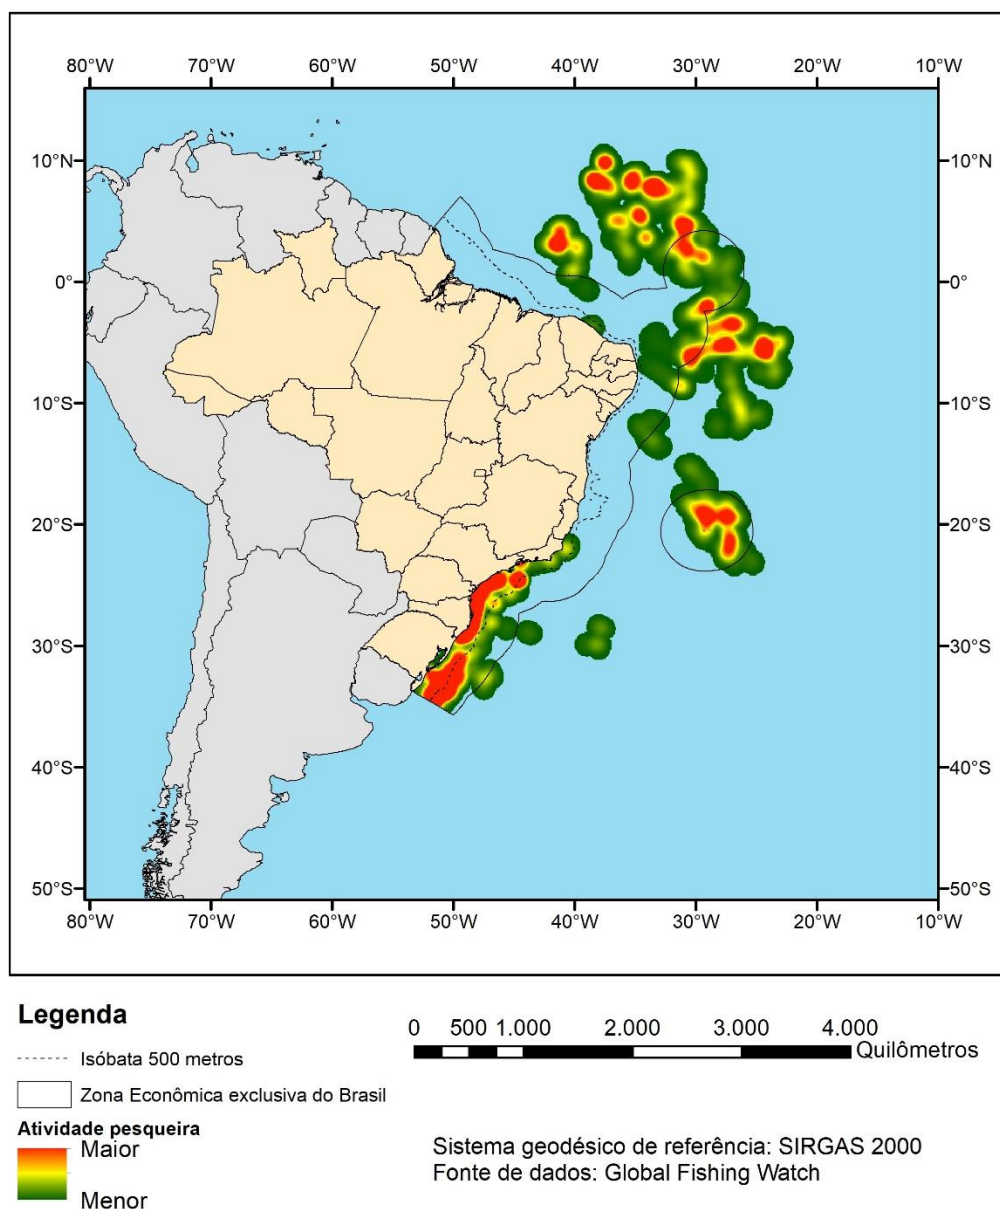 80°W 70°W 60°W 50°W 40°W 30°W 20°W 10°W
10°N 10°N
0° 0°
10°S 10°S
20°S 20°S
30°S 30°S
40°S 40°S
50°S 50°S
80°W 70°W 60°W 50°W 40°W 30°W 20°W 10°W
Legenda
Isóbata 500 metros
Zona Econômica exclusiva do Brasil
Atividade pesqueira
Maior
Menor
0 500 1.000 2.000 3.000 4.000
Quilômetros
Sistema geodésico de referência: SIRGAS 2000
Fonte de dados: Global Fishing Watch